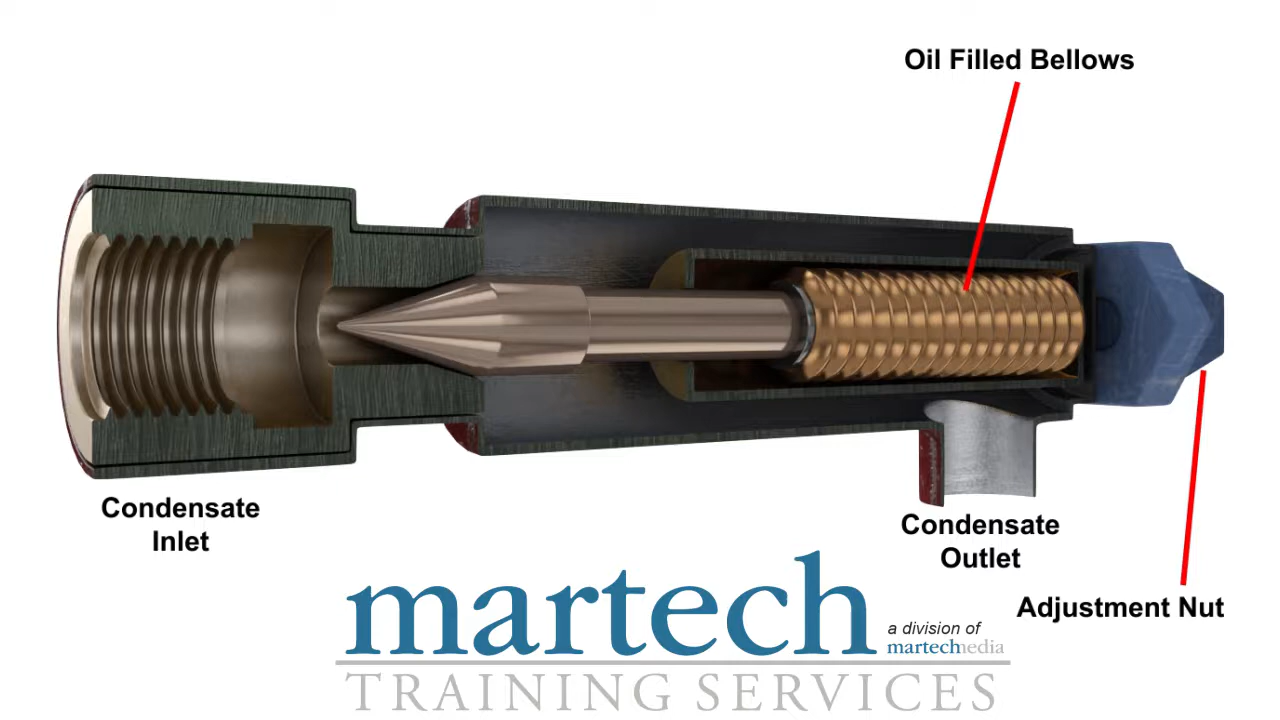 Oil Filled Bellows
Condensate
Inlet
Condensate
Outlet
Adjustment Nut
martech
a division of
martechmedia
TRAINING SERVICES